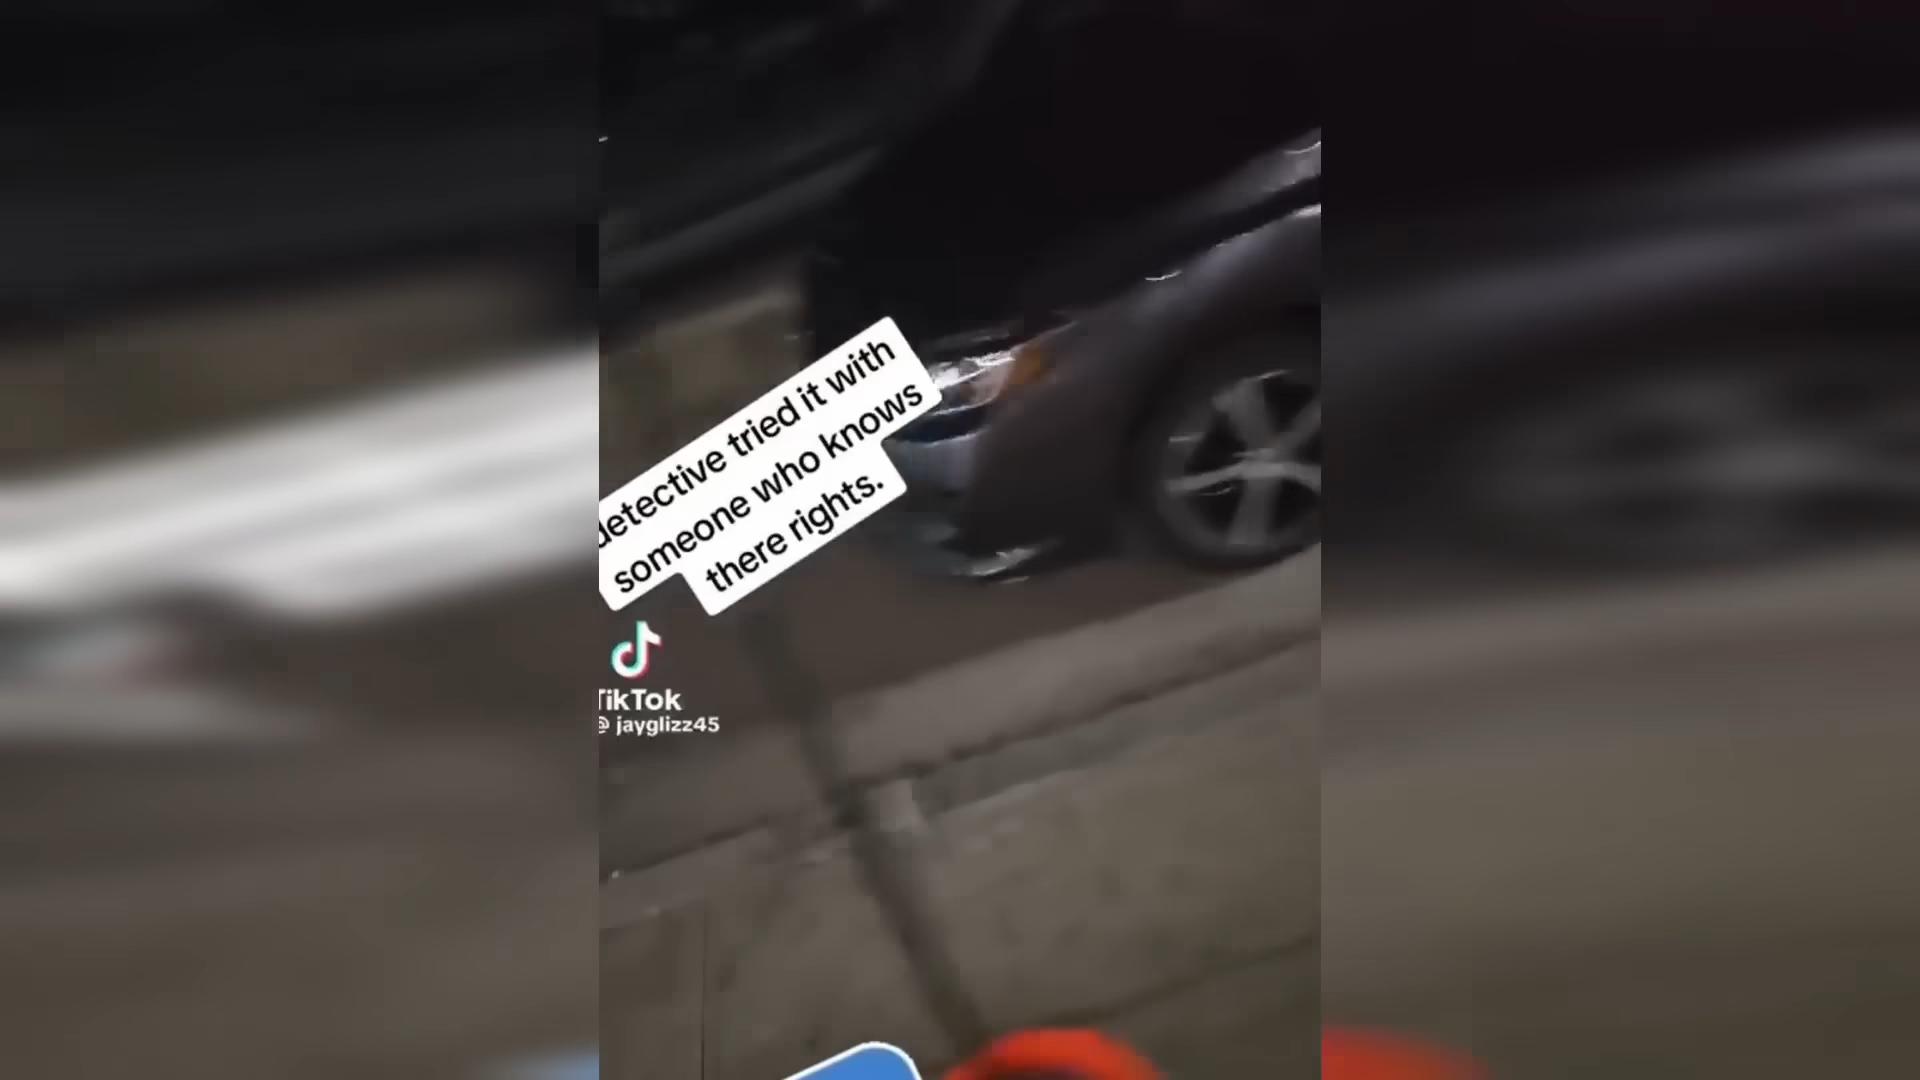 detective tried it with
someone who knows
there rights.
TikTok
@ jayglizz45